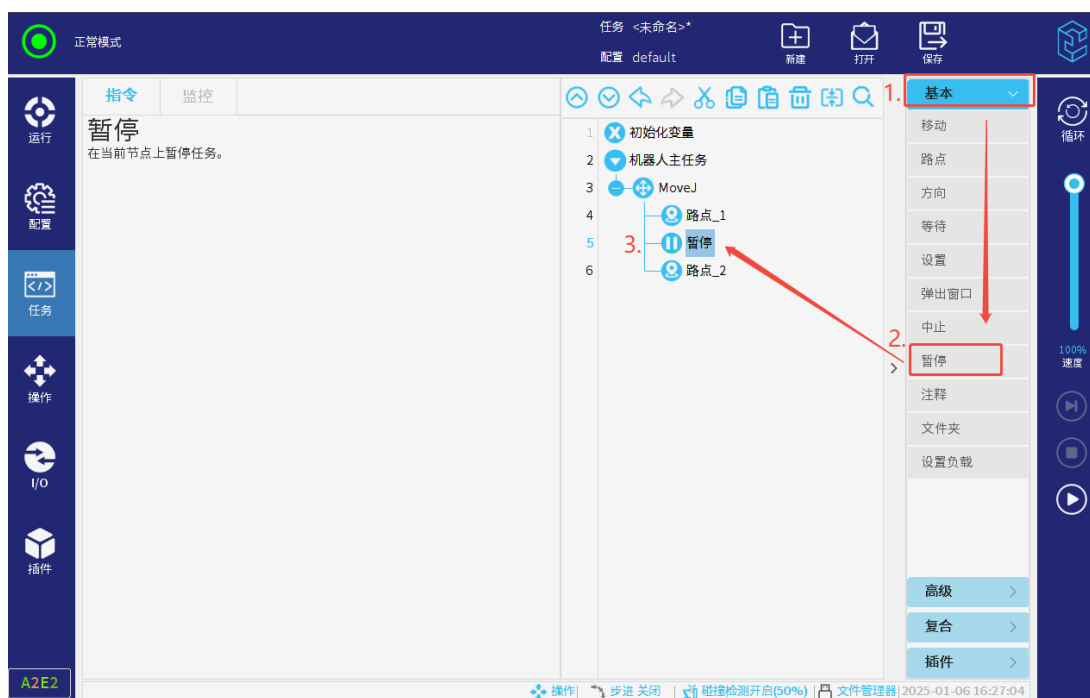 正常模式
任务 <未命名>*
配置 default
新建
打开
保存
运行
配置
任务
操作
I/O
插件
A2E2
指令
监控
暂停
在当前节点上暂停任务。
1 初始化变量
2 机器人主任务
3 MoveJ
4 路点_1
5 3. 暂停
6 路点_2
1. 基本
移动
路点
方向
等待
设置
弹出窗口
中止
2. 暂停
注释
文件夹
设置负载
高级
复合
插件
循环
100%
速度
操作| 步进 关闭 | 碰撞检测开启(50%) | 文件管理器|2025-01-06 16:27:04